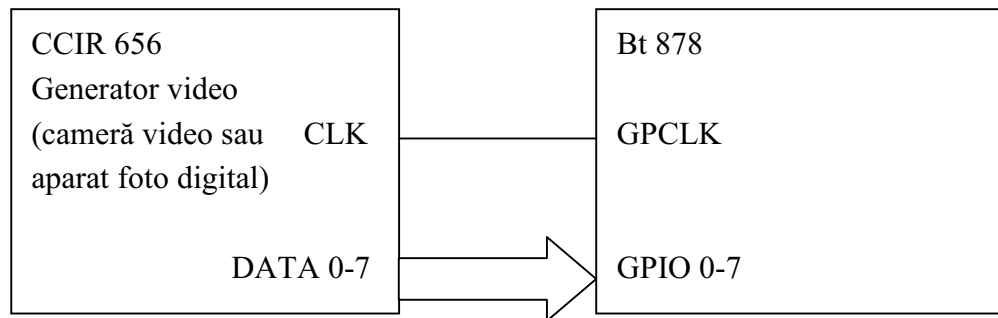 CCIR 656
Generator video
(cameră video sau CLK
aparat foto digital)
DATA 0-7
Bt 878
GPCLK
GPIO 0-7